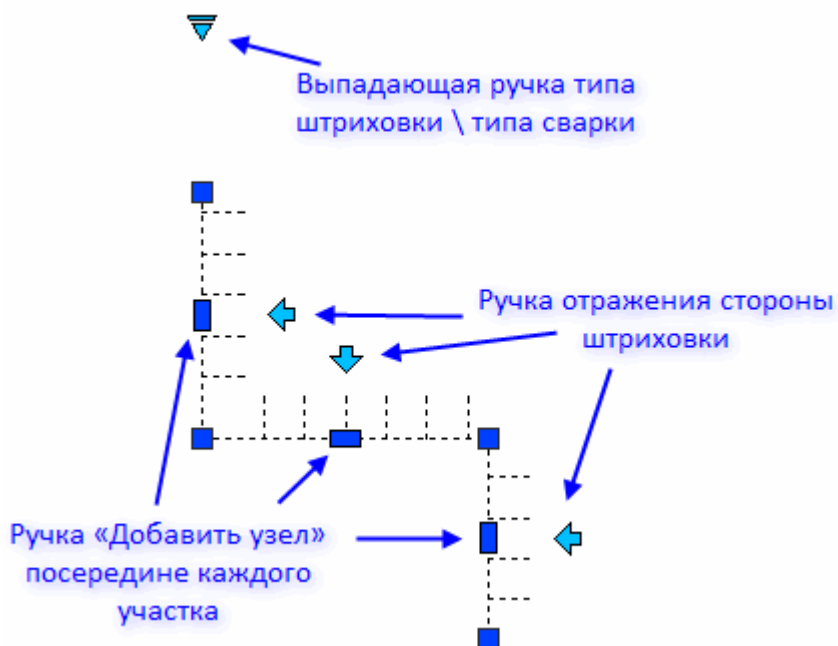 Выпадающая ручка типа
штриховки \ типа сварки
Ручка отражения стороны
штриховки
Ручка «Добавить узел»
посередине каждого
участка